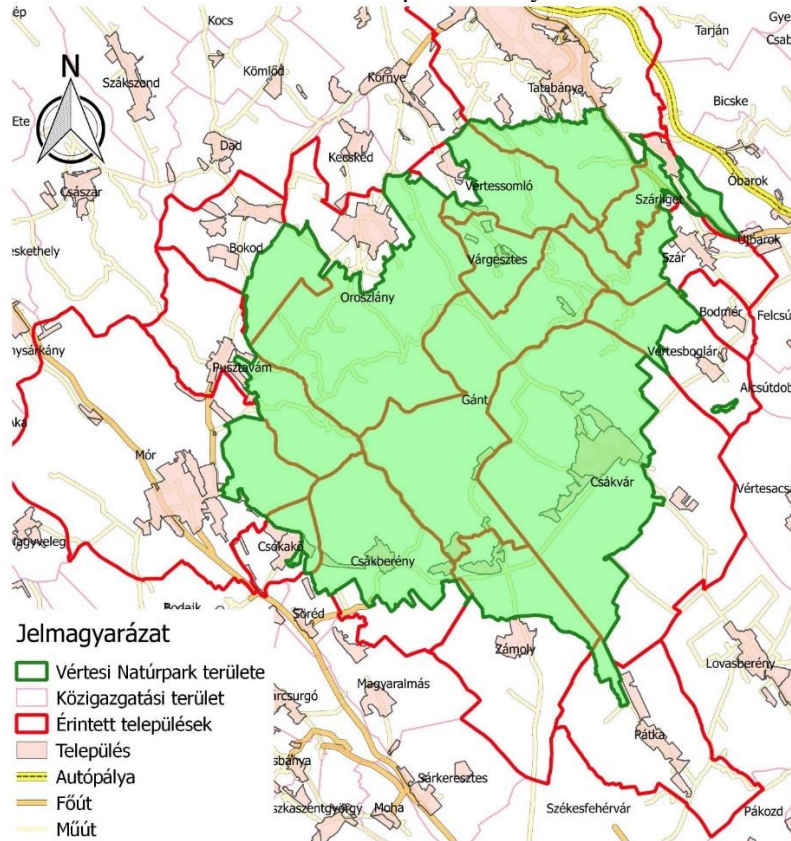 Kocs
Tarján
Szákszend
Kömlőd
Környe
Tatabánya
Bicske
N
Ete
Dad
Kecskéd
Császár
Vértessomló
Szárliget
Óbarok
Bokod
Várgesztes
Szár
Újbarok
Oroszlány
Bodmér
Felcsú
nysárkány
Pusztavám
Vértesboglár
Gánt
Alcsútdob
Mór
Csákvár
Vértesacsa
Csókakő
Csákberény
Bodajk
Söréd
Zámoly
Lovasberény
Magyaralmás
Pátka
Sárkeresztes
Moha
Székesfehérvár
Pákozd
Jelmagyarázat
Vértesi Natúrpark területe
Közigazgatási terület
Érintett települések
Település
Autópálya
Főút
Műút